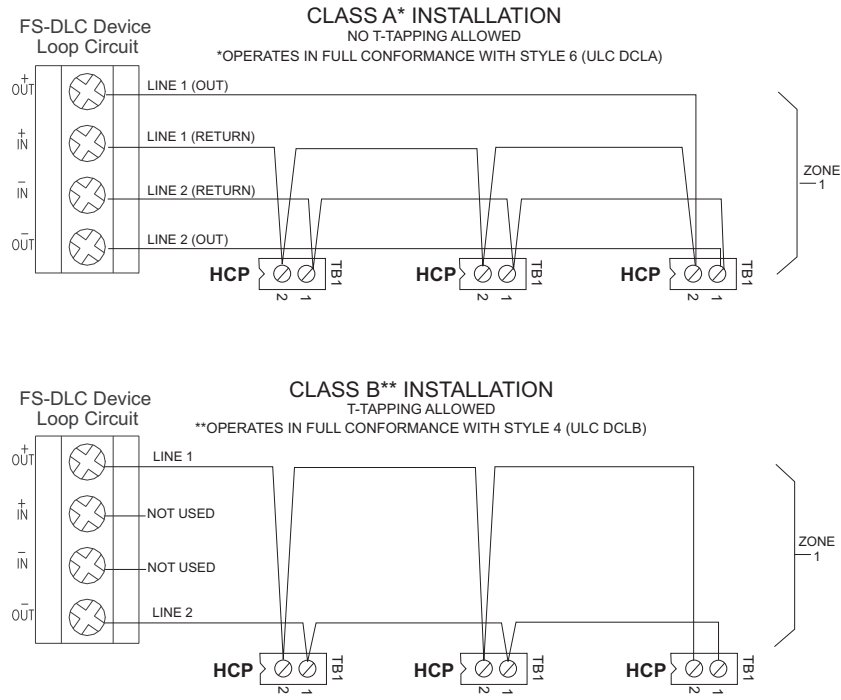 CLASS A* INSTALLATION
NO T-TAPPING ALLOWED
*OPERATES IN FULL CONFORMANCE WITH STYLE 6 (ULC DCLA)
FS-DLC Device
Loop Circuit
+
OUT
LINE 1 (OUT)
+
IN
LINE 1 (RETURN)
–
IN
LINE 2 (RETURN)
–
OUT
LINE 2 (OUT)
ZONE
1
HCP
2
1
TB1
HCP
2
1
TB1
HCP
2
1
TB1
CLASS B** INSTALLATION
T-TAPPING ALLOWED
**OPERATES IN FULL CONFORMANCE WITH STYLE 4 (ULC DCLB)
FS-DLC Device
Loop Circuit
+
OUT
LINE 1
+
IN
NOT USED
–
IN
NOT USED
–
OUT
LINE 2
ZONE
1
HCP
2
1
TB1
HCP
2
1
TB1
HCP
2
1
TB1